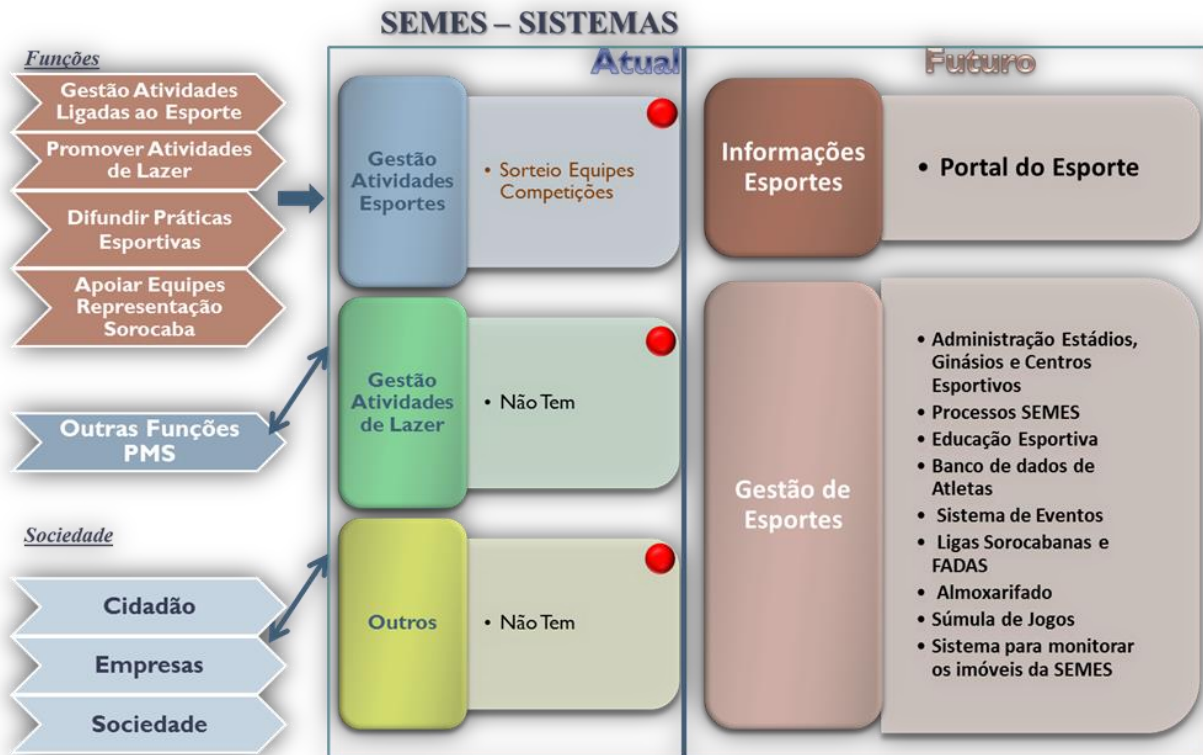 SEMES – SISTEMAS
Funções
Gestão Atividades
Ligadas ao Esporte
Promover Atividades
de Lazer
Difundir Práticas
Esportivas
Apoiar Equipes
Representação
Sorocaba
Outras Funções
PMS
Sociedade
Cidadão
Empresas
Sociedade
Atual
Gestão
Atividades
Esportes
• Sorteio Equipes
Competições
Gestão
Atividades
de Lazer
• Não Tem
Outros
• Não Tem
Futuro
Informações
Esportes
• Portal do Esporte
Gestão de
Esportes
• Administração Estádios,
Ginásios e Centros
Esportivos
• Processos SEMES
• Educação Esportiva
• Banco de dados de
Atletas
• Sistema de Eventos
• Ligas Sorocabanas e
FADAS
• Almoxarifado
• Súmula de Jogos
• Sistema para monitorar
os imóveis da SEMES